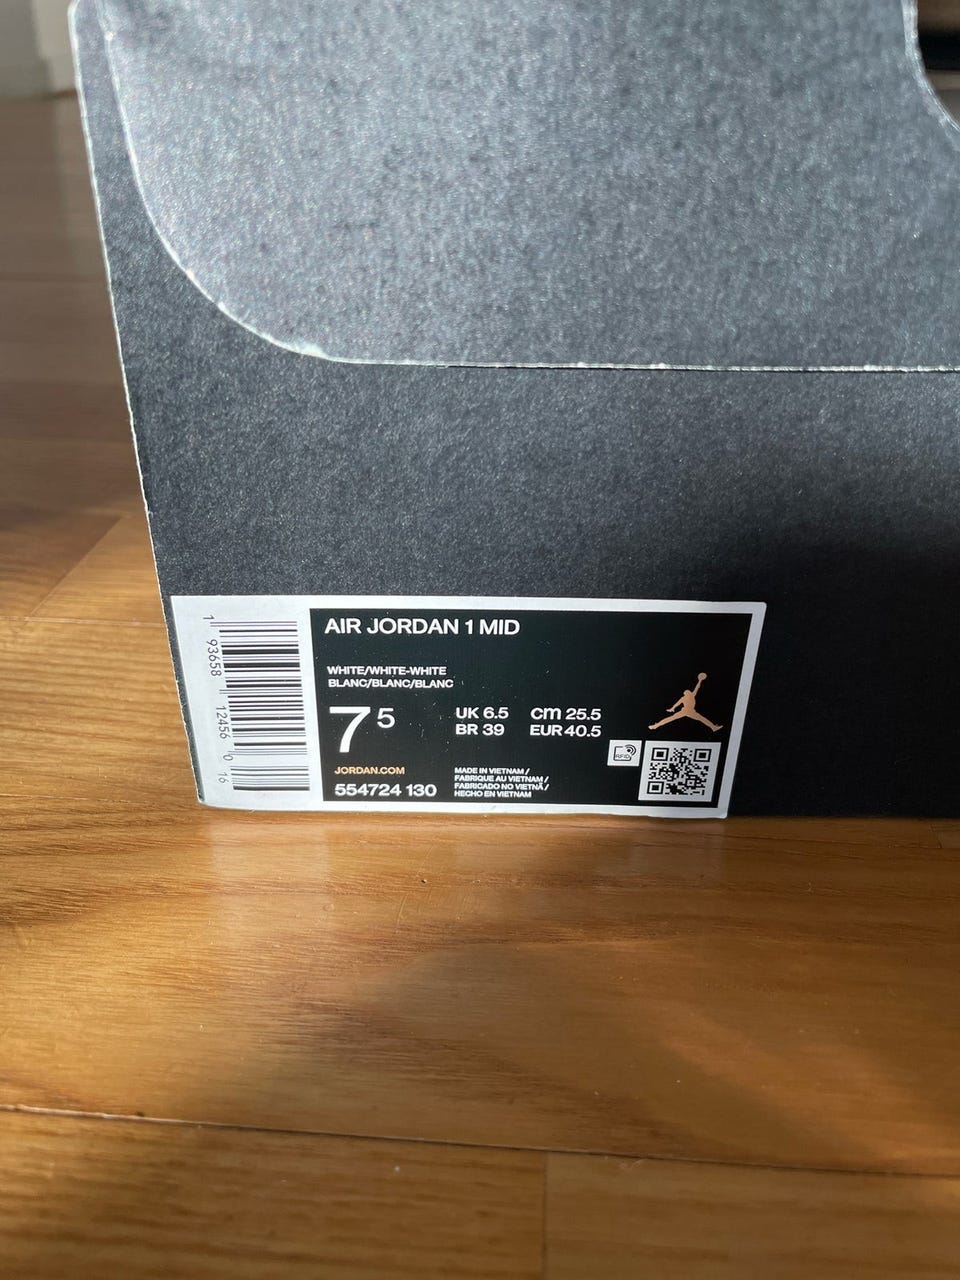 AIR JORDAN 1 MID
WHITE/WHITE-WHITE
BLANC/BLANC/BLANC
7 5
UK 6.5 CM 25.5
BR 39 EUR 40.5
JORDAN.COM
554724 130
MADE IN VIETNAM /
FABRIQUE AU VIETNAM /
FABRICADO NO VIETNÃ /
HECHO EN VIETNAM
RFID
1 93658 12456 0 16